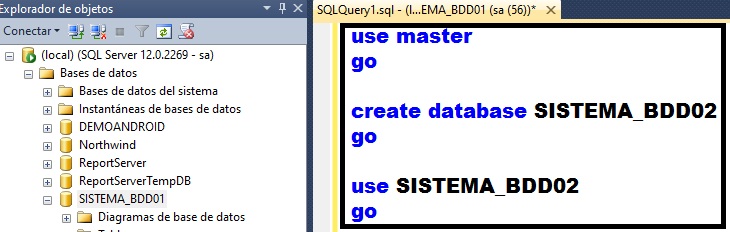 Explorador de objetos
Conectar
(local) (SQL Server 12.0.2269 - sa)
Bases de datos
Bases de datos del sistema
Instantáneas de bases de datos
DEMOANDROID
Northwind
ReportServer
ReportServerTempDB
SISTEMA_BDD01
Diagramas de base de datos
SQLQuery1.sql - (l...EMA_BDD01 (sa (56))*
use master
go
create database SISTEMA_BDD02
go
use SISTEMA_BDD02
go